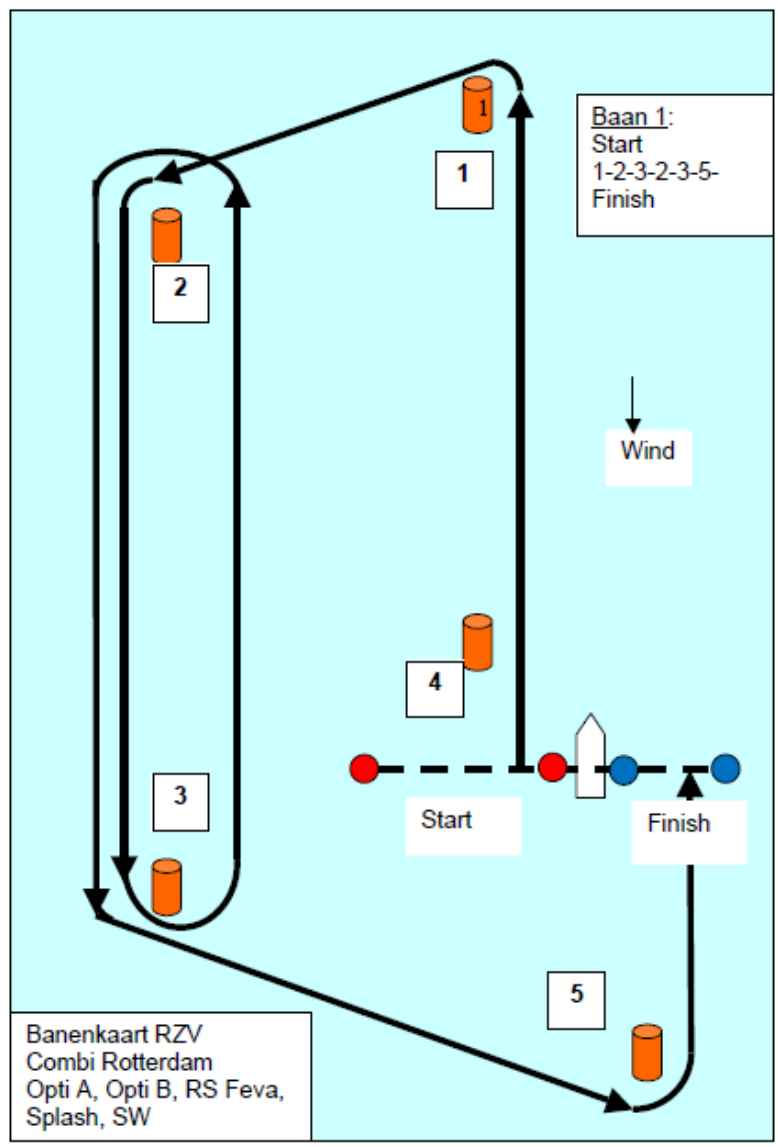 1
1
Baan 1:
Start
1-2-3-2-3-5-
Finish
2
Wind
4
3
Start
Finish
5
Banenkaart RZV
Combi Rotterdam
Opti A, Opti B, RS Feva,
Splash, SW